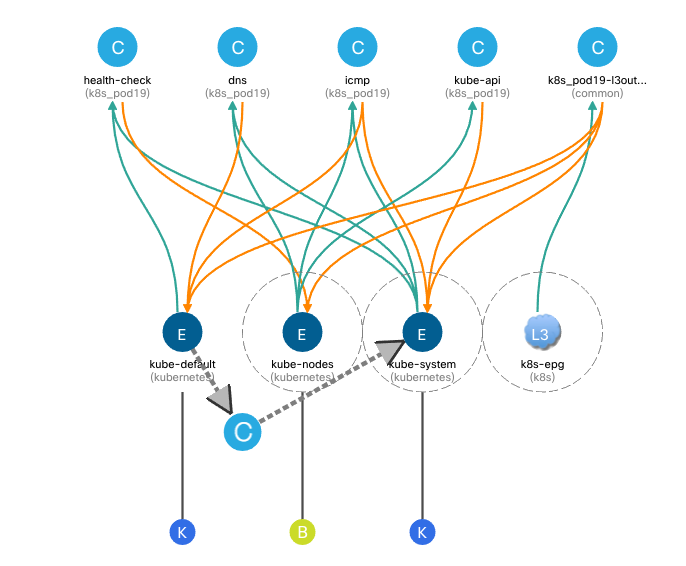 C C C C C
health-check dns icmp kube-api k8s_pod19-l3out...
(k8s_pod19) (k8s_pod19) (k8s_pod19) (k8s_pod19) (common)
E E E L3
kube-default kube-nodes kube-system k8s-epg
(kubernetes) (kubernetes) (kubernetes) (k8s)
C
K B K